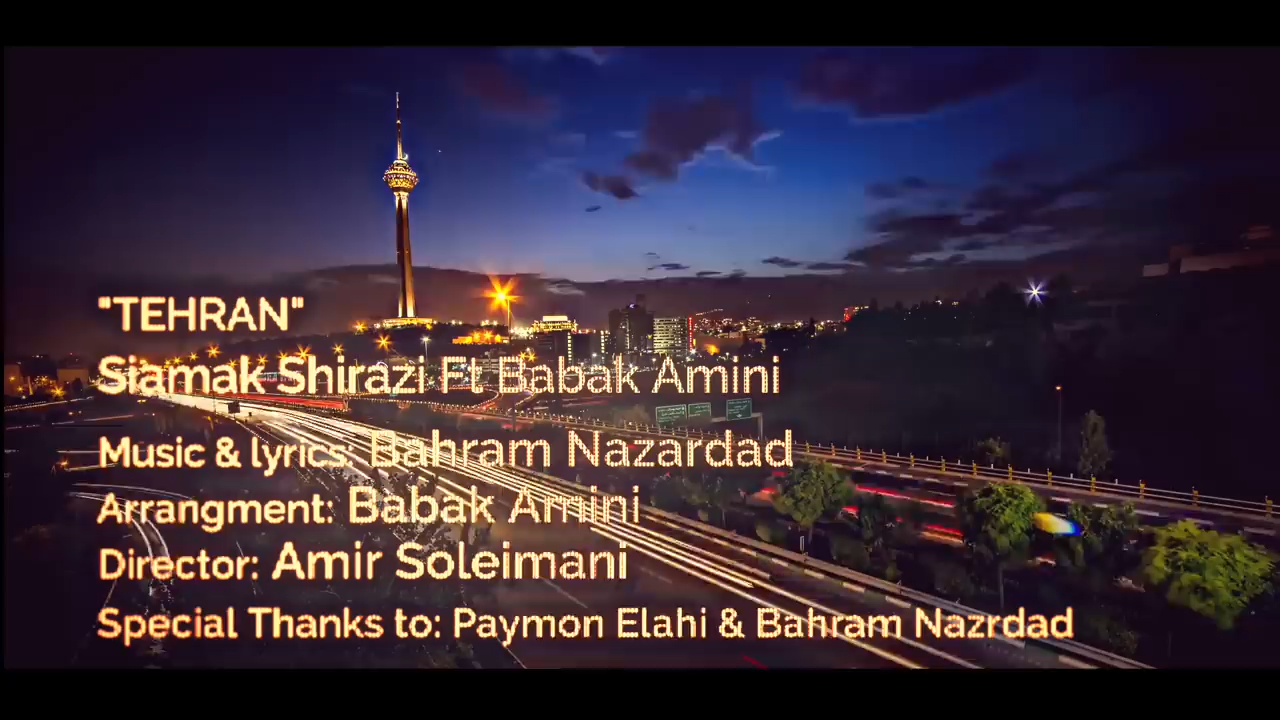 "TEHRAN"
Siamak Shirazi Ft Babak Amini
Music & lyrics: Bahram Nazardad
Arrangment: Babak Amini
Director: Amir Soleimani
Special Thanks to: Paymon Elahi & Bahram Nazrdad